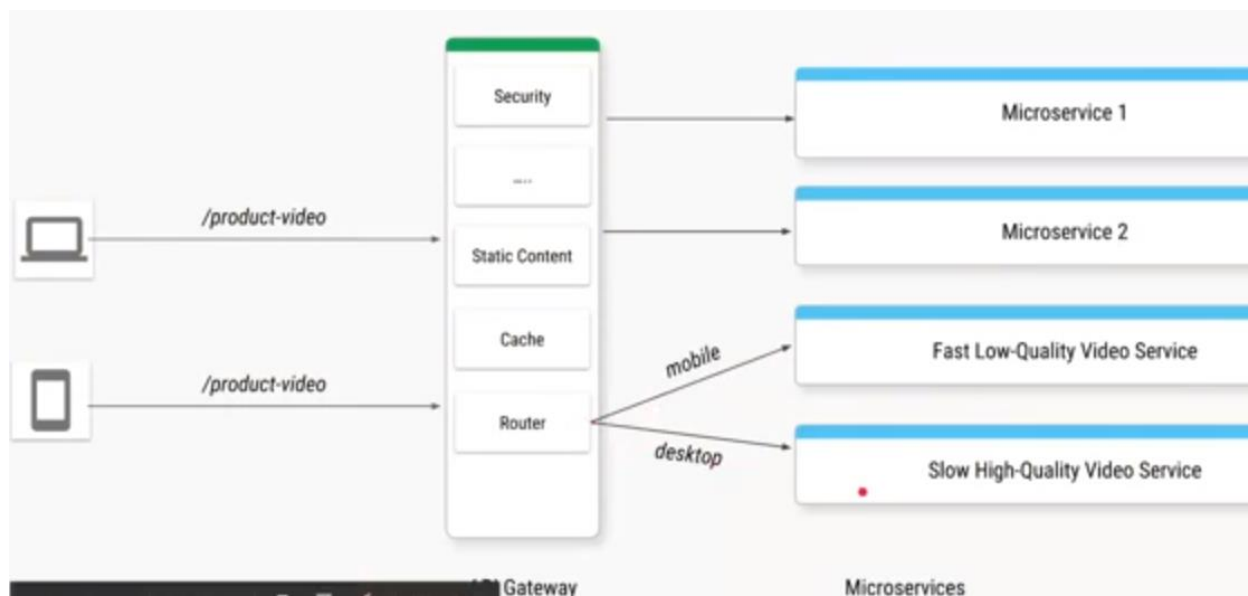 Security
Microservice 1
....
/product-video
Microservice 2
Static Content
Cache
mobile
Fast Low-Quality Video Service
/product-video
Router
desktop
Slow High-Quality Video Service
Gateway
Microservices